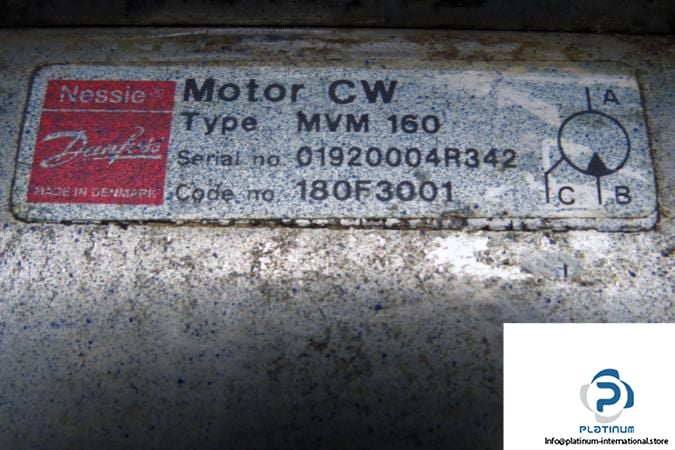 Nessie®
Danfoss
MADE IN DENMARK
Motor CW
Type MVM 160
Serial no 01920004R342
Code no 180F3001
A
C B
P
PLATINUM
Info@platinum-international.store